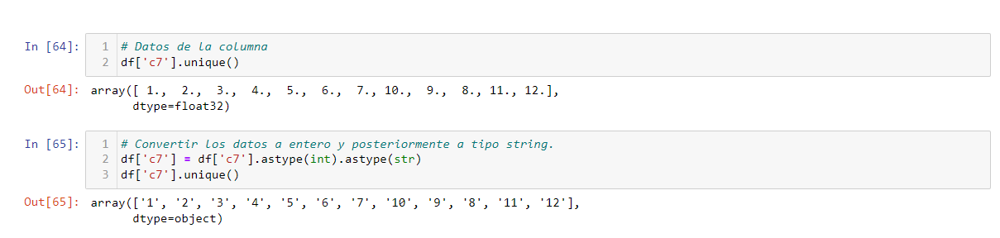 In [64]:
1 # Datos de la columna
2 df['c7'].unique()
Out[64]: array([ 1.,  2.,  3.,  4.,  5.,  6.,  7., 10.,  9.,  8., 11., 12.],
dtype=float32)
In [65]:
1 # Convertir los datos a entero y posteriormente a tipo string.
2 df['c7'] = df['c7'].astype(int).astype(str)
3 df['c7'].unique()
Out[65]: array(['1', '2', '3', '4', '5', '6', '7', '10', '9', '8', '11', '12'],
dtype=object)